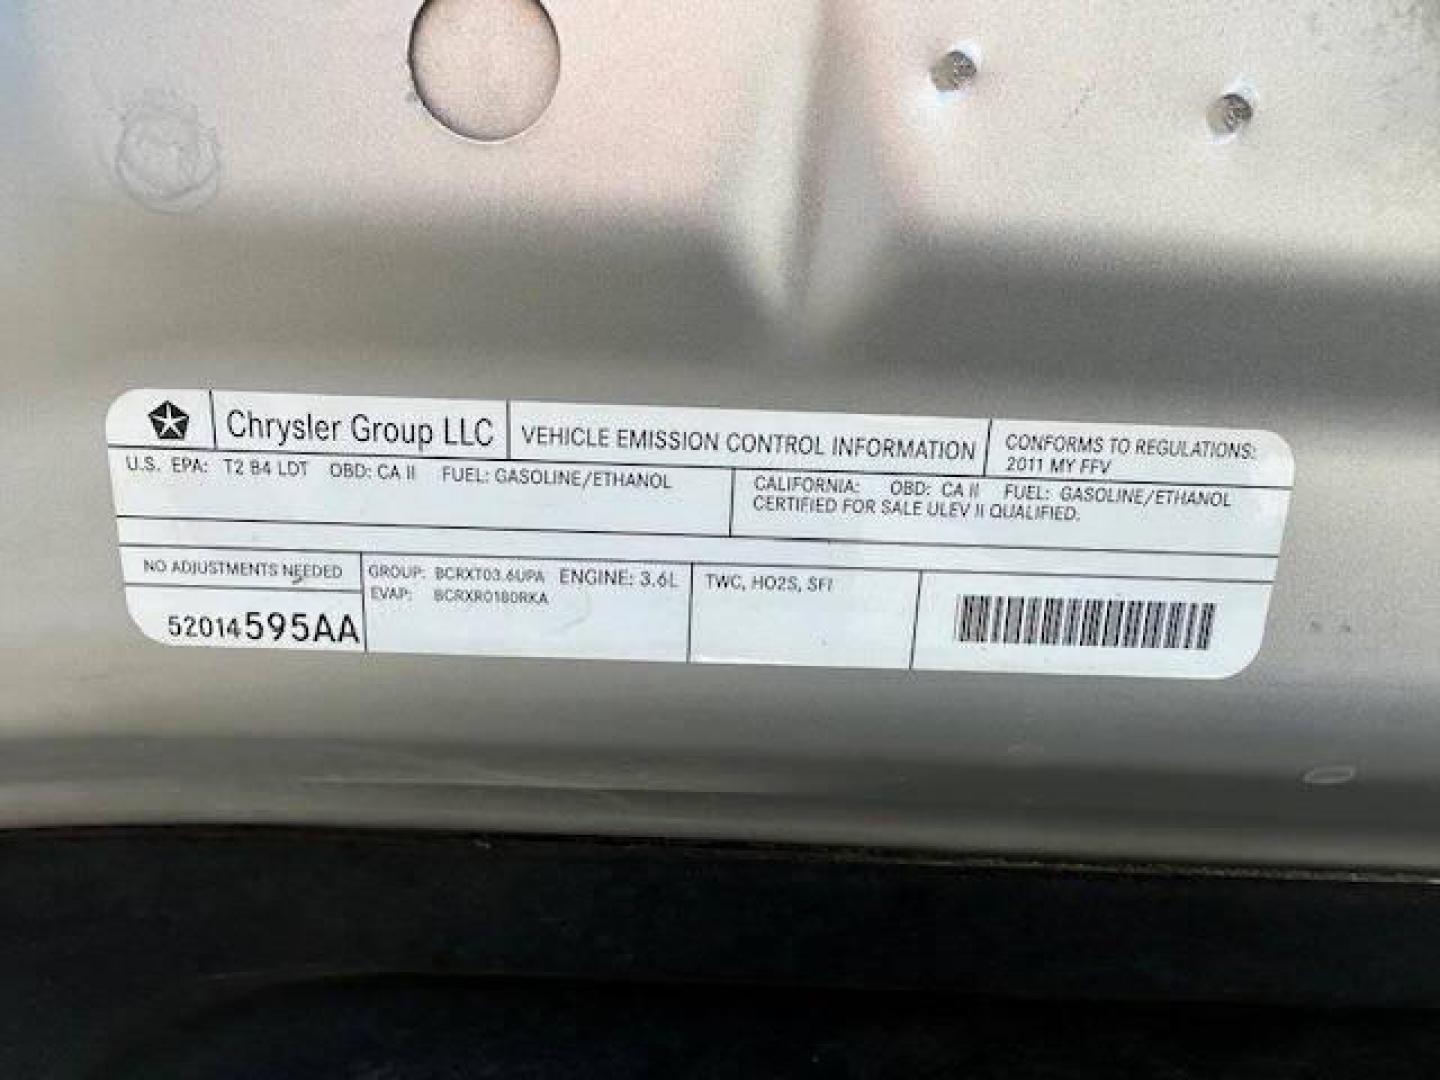 Chrysler Group LLC
VEHICLE EMISSION CONTROL INFORMATION
CONFORMS TO REGULATIONS:
2011 MY FFV
U.S. EPA: T2 B4 LDT OBD: CA II FUEL: GASOLINE/ETHANOL
CALIFORNIA: OBD: CA II FUEL: GASOLINE/ETHANOL
CERTIFIED FOR SALE ULEV II QUALIFIED.
NO ADJUSTMENTS NEEDED
52014595AA
GROUP: BCRXT03.6UPA ENGINE: 3.6L
EVAP: BCRXR0180RKA
TWC, HO2S, SFI